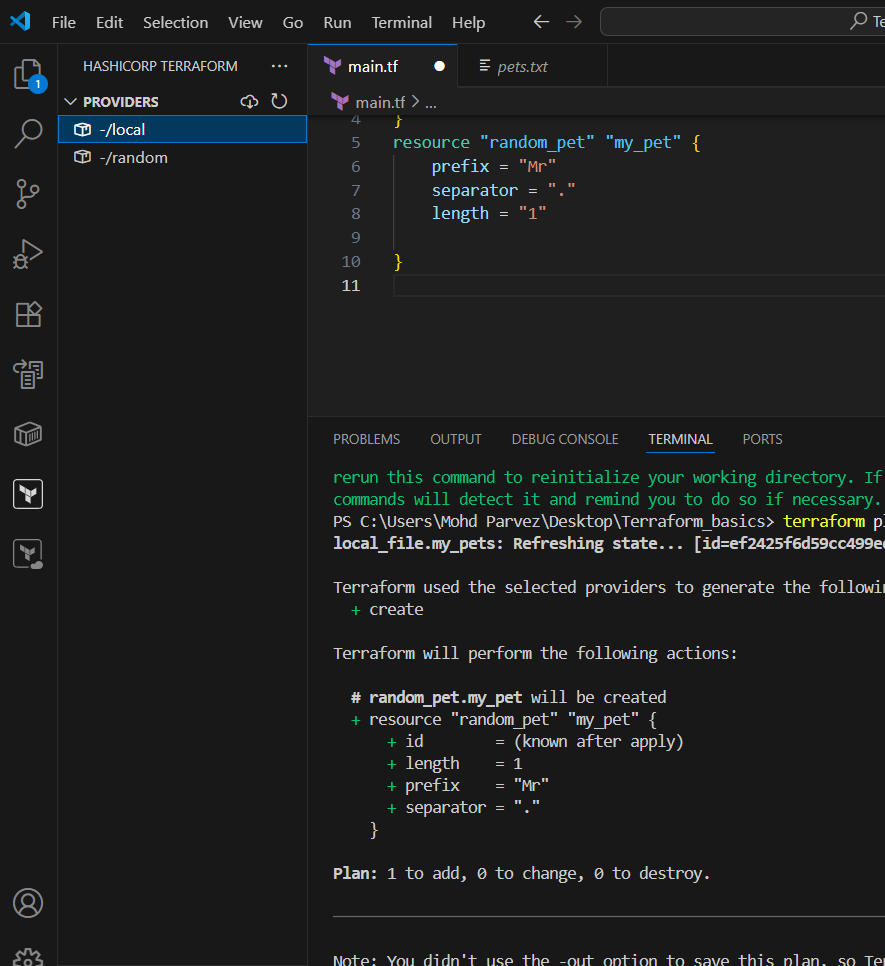 File Edit Selection View Go Run Terminal Help
1
HASHICORP TERRAFORM
PROVIDERS
-/local
-/random
main.tf
pets.txt
main.tf > ...
4 }
5 resource "random_pet" "my_pet" {
6 prefix = "Mr"
7 separator = "."
8 length = "1"
9
10 }
11
PROBLEMS OUTPUT DEBUG CONSOLE TERMINAL PORTS
rerun this command to reinitialize your working directory. If
commands will detect it and remind you to do so if necessary.
PS C:\Users\Mohd Parvez\Desktop\Terraform_basics> terraform
local_file.my_pets: Refreshing state... [id=ef2425f6d59cc499e
Terraform used the selected providers to generate the
+ create
Terraform will perform the following actions:
# random_pet.my_pet will be created
+ resource "random_pet" "my_pet" {
+ id = (known after apply)
+ length = 1
+ prefix = "Mr"
+ separator = "."
}
Plan: 1 to add, 0 to change, 0 to destroy.
Note: You didn't use the -out option to save this plan, so